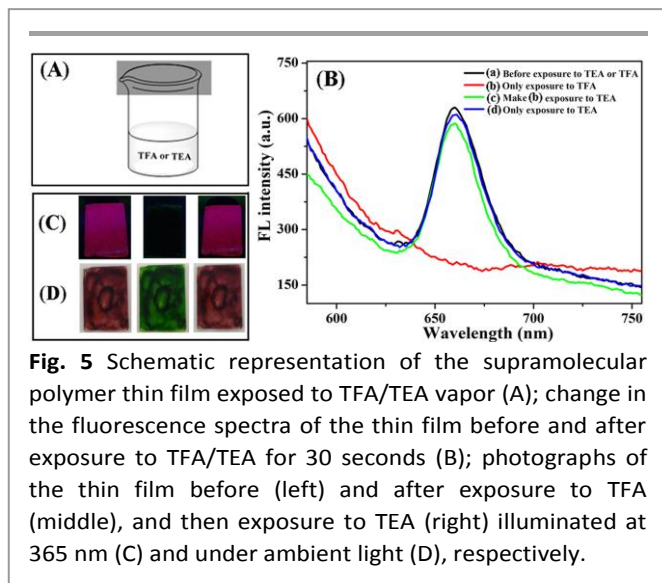 (A)
TFA or TEA
(C)
(D)
(B)
(a) Before exposure to TEA or TFA
(b) Only exposure to TFA
(c) Make (b) exposure to TEA
(d) Only exposure to TEA
FL intensity (a.u.)
750
600
450
300
150
600
650
700
750
Wavelength (nm)
Fig. 5 Schematic representation of the supramolecular
polymer thin film exposed to TFA/TEA vapor (A); change in
the fluorescence spectra of the thin film before and after
exposure to TFA/TEA for 30 seconds (B); photographs of
the thin film before (left) and after exposure to TFA
(middle), and then exposure to TEA (right) illuminated at
365 nm (C) and under ambient light (D), respectively.